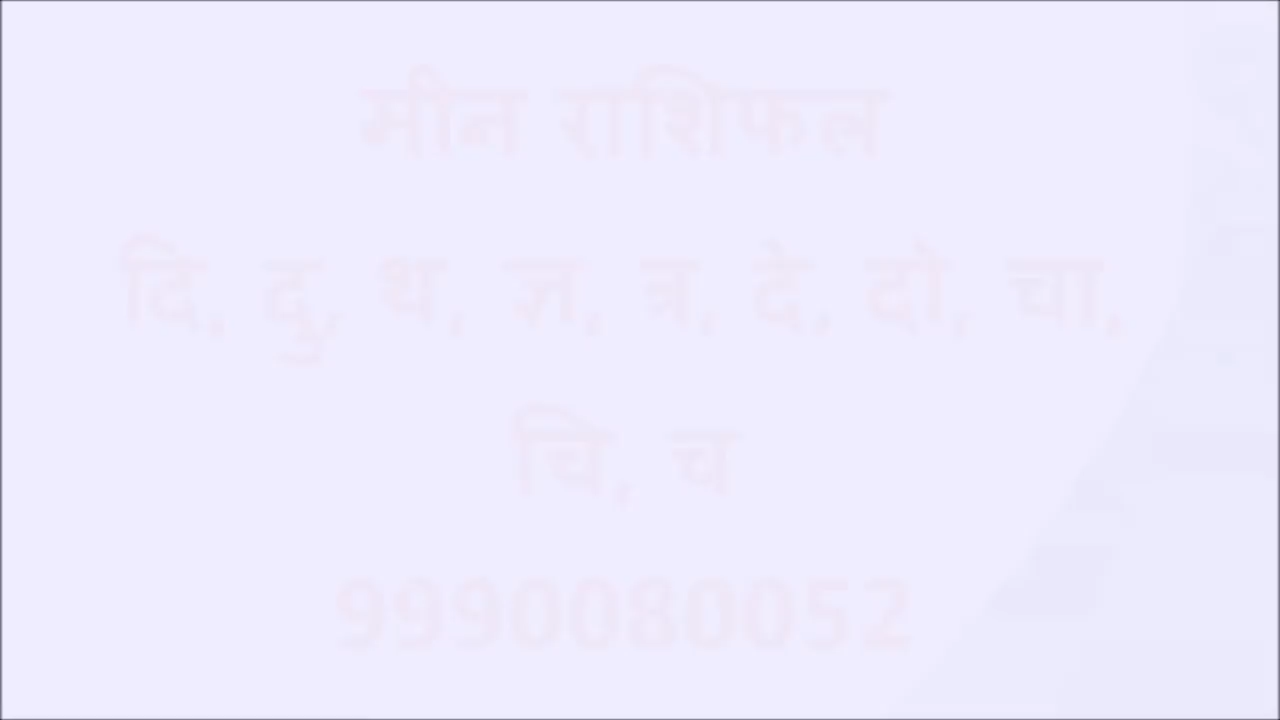 मीन राशिफल
दि, दु, थ, ज्ञ, त्र, दे, दो, चा,
चि, च
9990080052